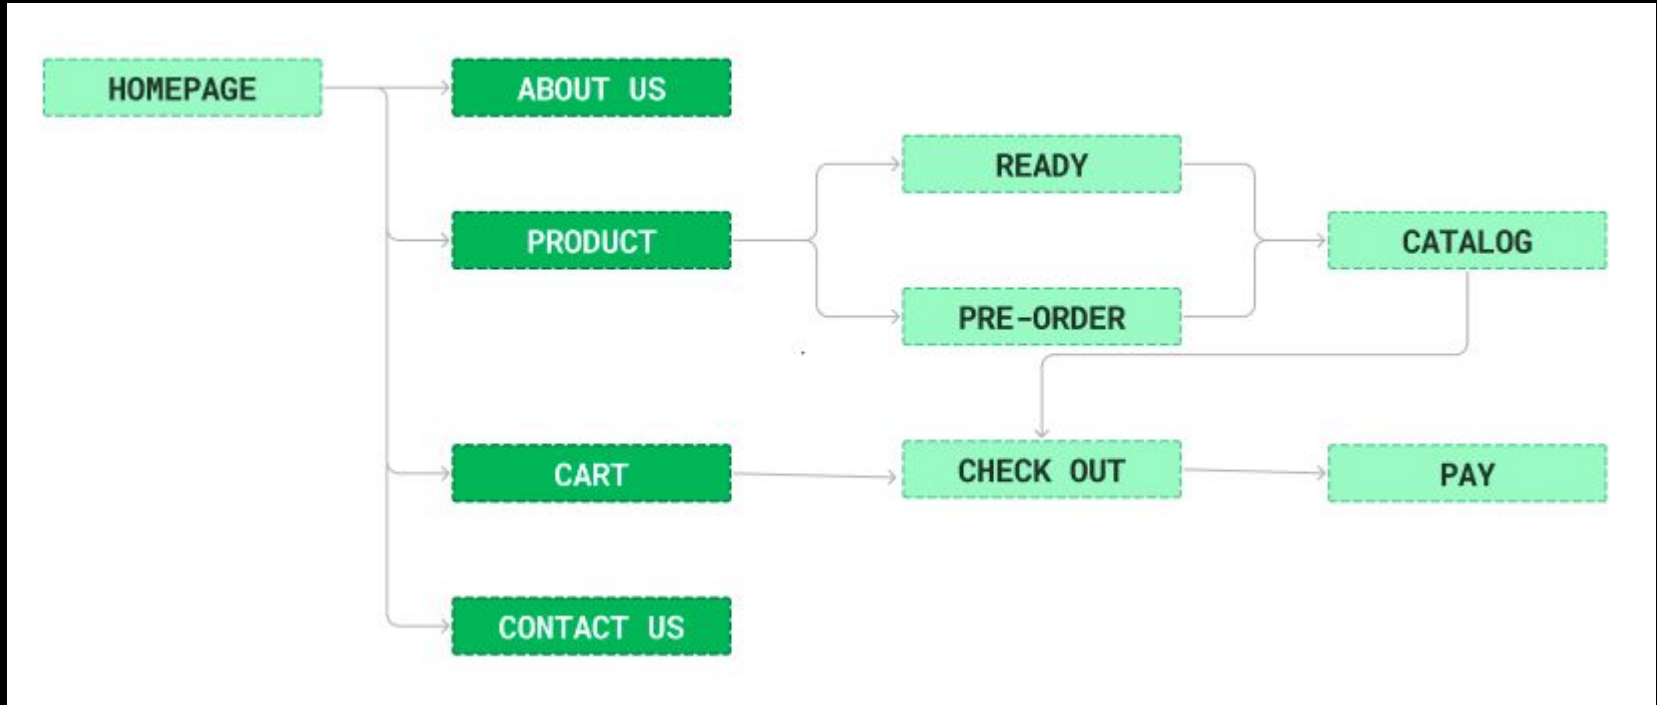 HOMEPAGE
ABOUT US
READY
PRODUCT
CATALOG
PRE-ORDER
CART
CHECK OUT
PAY
CONTACT US